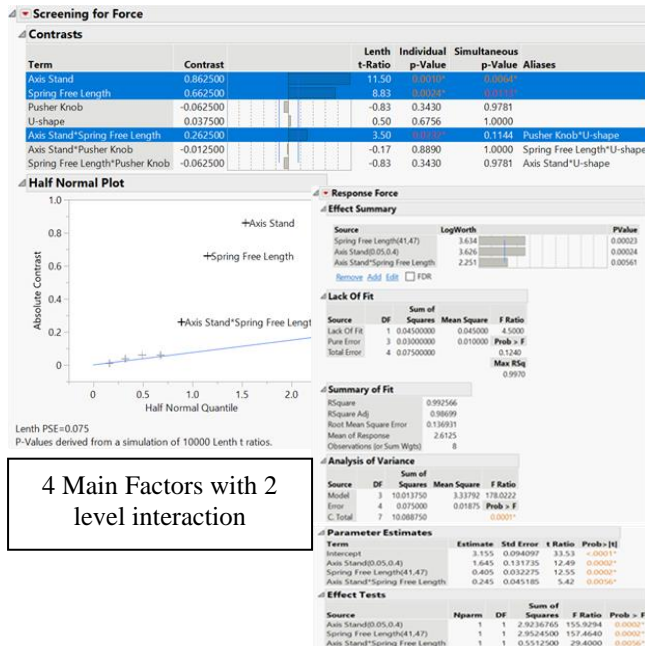 Screening for Force
Contrasts
Term Contrast Lenth t-Ratio Individual p-Value Simultaneous p-Value Aliases
Axis Stand 0.862500 11.50 0.0010* 0.0064*
Spring Free Length 0.662500 8.83 0.0024*
Pusher Knob -0.062500 -0.83 0.3430 0.9781
U-shape 0.037500 0.50 0.6756 1.0000
Axis Stand*Spring Free Length 0.262500 3.50 0.1144 Pusher Knob*U-shape
Axis Stand*Pusher Knob -0.012500 -0.17 0.8890 1.0000 Spring Free Length*U-shape
Spring Free Length*Pusher Knob -0.062500 -0.83 0.3430 0.9781 Axis Stand*U-shape
Half Normal Plot
Absolute Contrast
1.0
0.8
0.6
0.4
0.2
0
+Axis Stand
+Spring Free Length
+Axis Stand*Spring Free Lengt
0 0.5 1.0 1.5 2.0
Half Normal Quantile
Lenth PSE=0.075
P-Values derived from a simulation of 10000 Lenth t ratios.
4 Main Factors with 2
level interaction
Response Force
Effect Summary
Source LogWorth PValue
Spring Free Length(41,47) 3.634 0.00023
Axis Stand(0.05,0.4) 3.626 0.00024
Axis Stand*Spring Free Length 2.251 0.00561
Remove Add Edit FDR
Lack Of Fit
Source DF Sum of Squares Mean Square F Ratio
Lack Of Fit 1 0.04500000 0.045000 4.5000
Pure Error 3 0.03000000 0.010000 Prob > F
Total Error 4 0.07500000 0.1240
Max RSq
0.9970
Summary of Fit
RSquare 0.992566
RSquare Adj 0.98699
Root Mean Square Error 0.136931
Mean of Response 2.6125
Observations (or Sum Wgts) 8
Analysis of Variance
Source DF Sum of Squares Mean Square F Ratio
Model 3 10.013750 3.33792 178.0222
Error 4 0.075000 0.01875 Prob > F
C. Total 7 10.088750 0.0001*
Parameter Estimates
Term Estimate Std Error t Ratio Prob>|t|
Intercept 3.155 0.094097 33.53 <.0001*
Axis Stand(0.05,0.4) 1.645 0.131735 12.49 0.0002*
Spring Free Length(41,47) 0.405 0.032275 12.55 0.0002*
Axis Stand*Spring Free Length 0.245 0.045185 5.42 0.0056*
Effect Tests
Source Nparm DF Sum of Squares F Ratio Prob > F
Axis Stand(0.05,0.4) 1 1 2.9236765 155.9294 0.0002*
Spring Free Length(41,47) 1 1 2.9524500 157.4640 0.0002*
Axis Stand*Spring Free Length 1 1 0.5512500 29.4000 0.0056*